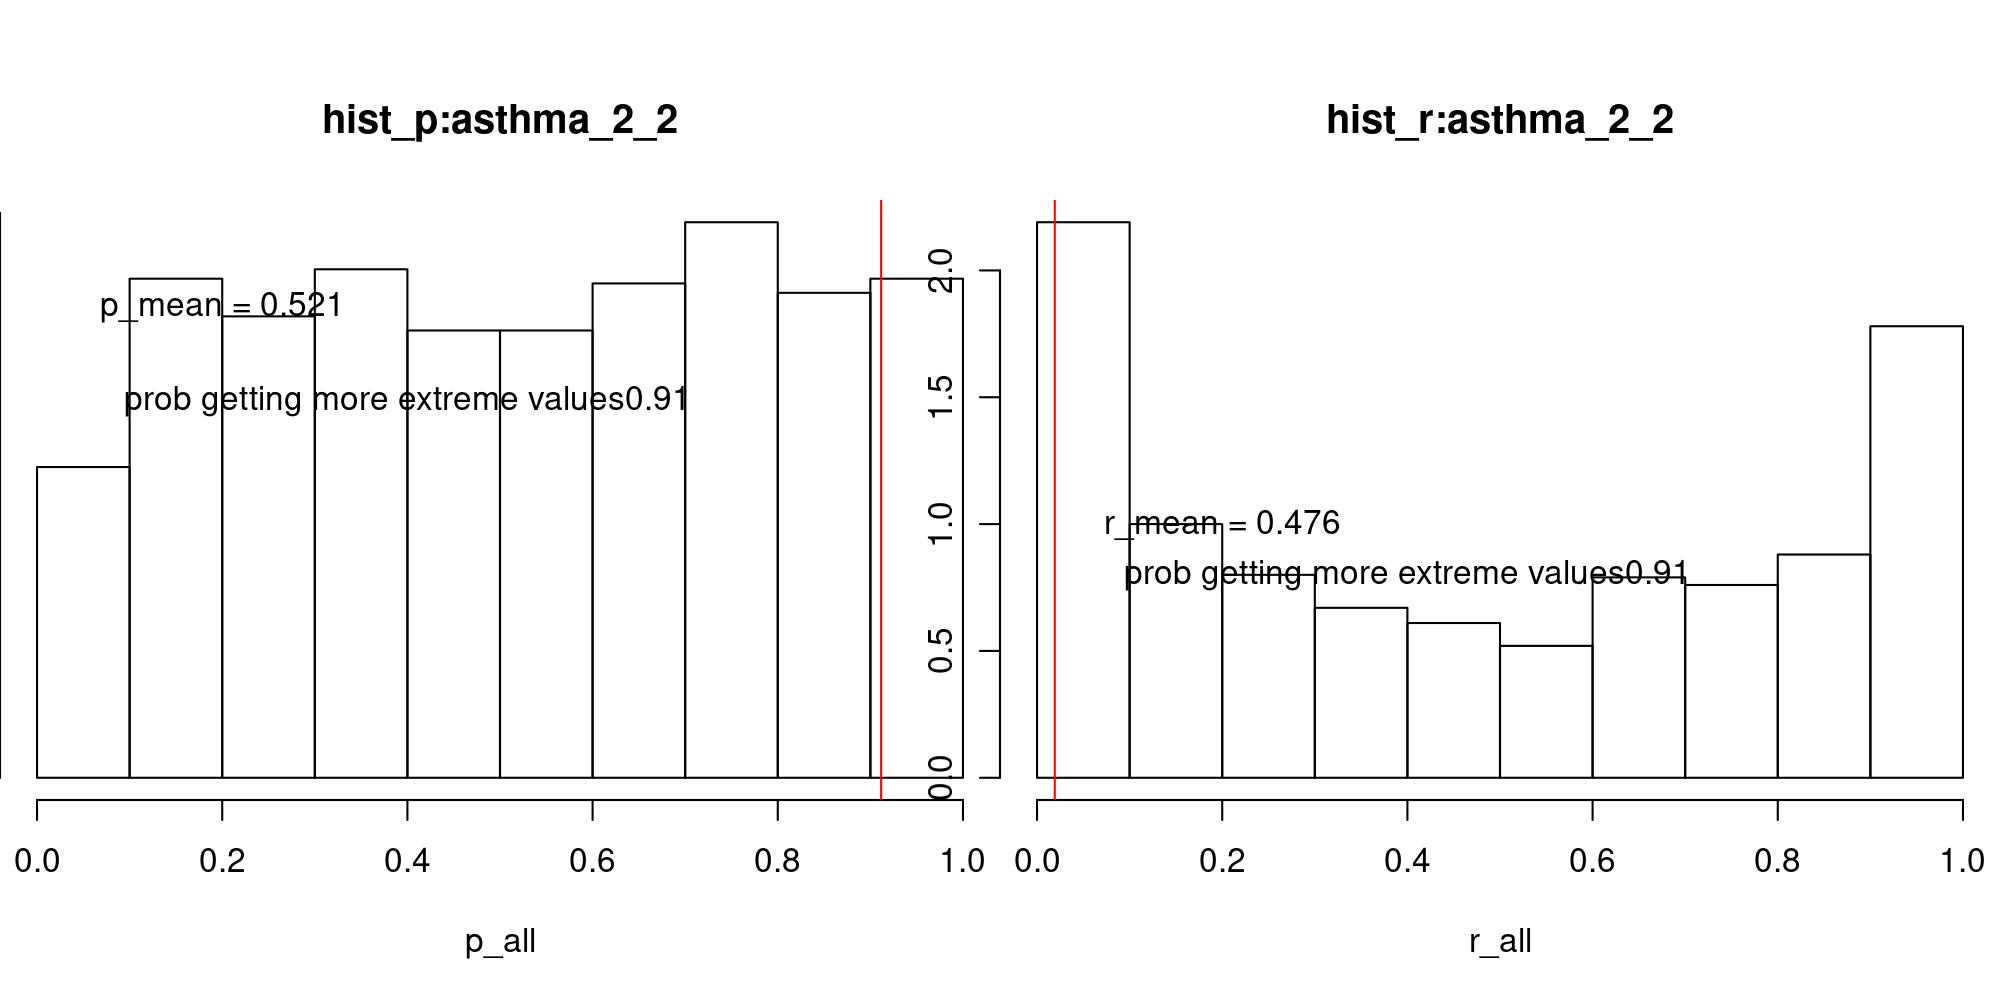 hist_p:asthma_2_2
p_mean = 0.521
prob getting more extreme values0.91
0.0 0.2 0.4 0.6 0.8 1.0
p_all
hist_r:asthma_2_2
2.0
1.5
1.0
0.5
0.0
r_mean = 0.476
prob getting more extreme values0.91
0.0 0.2 0.4 0.6 0.8 1.0
r_all